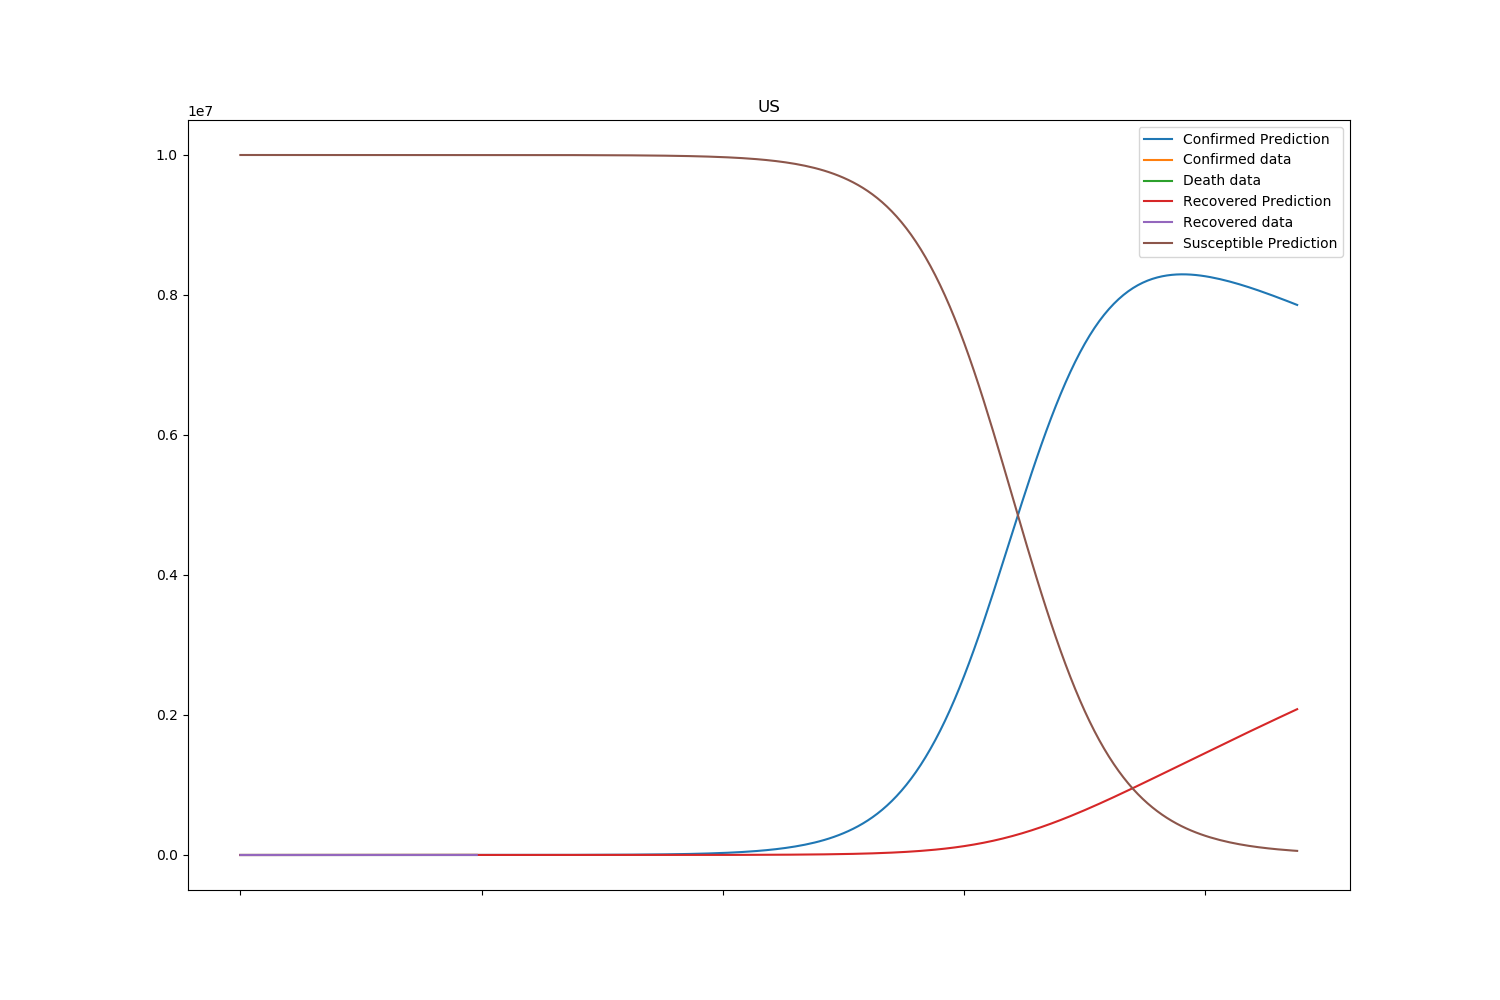 US
1e7
1.0
0.8
0.6
0.4
0.2
0.0
Confirmed Prediction
Confirmed data
Death data
Recovered Prediction
Recovered data
Susceptible Prediction